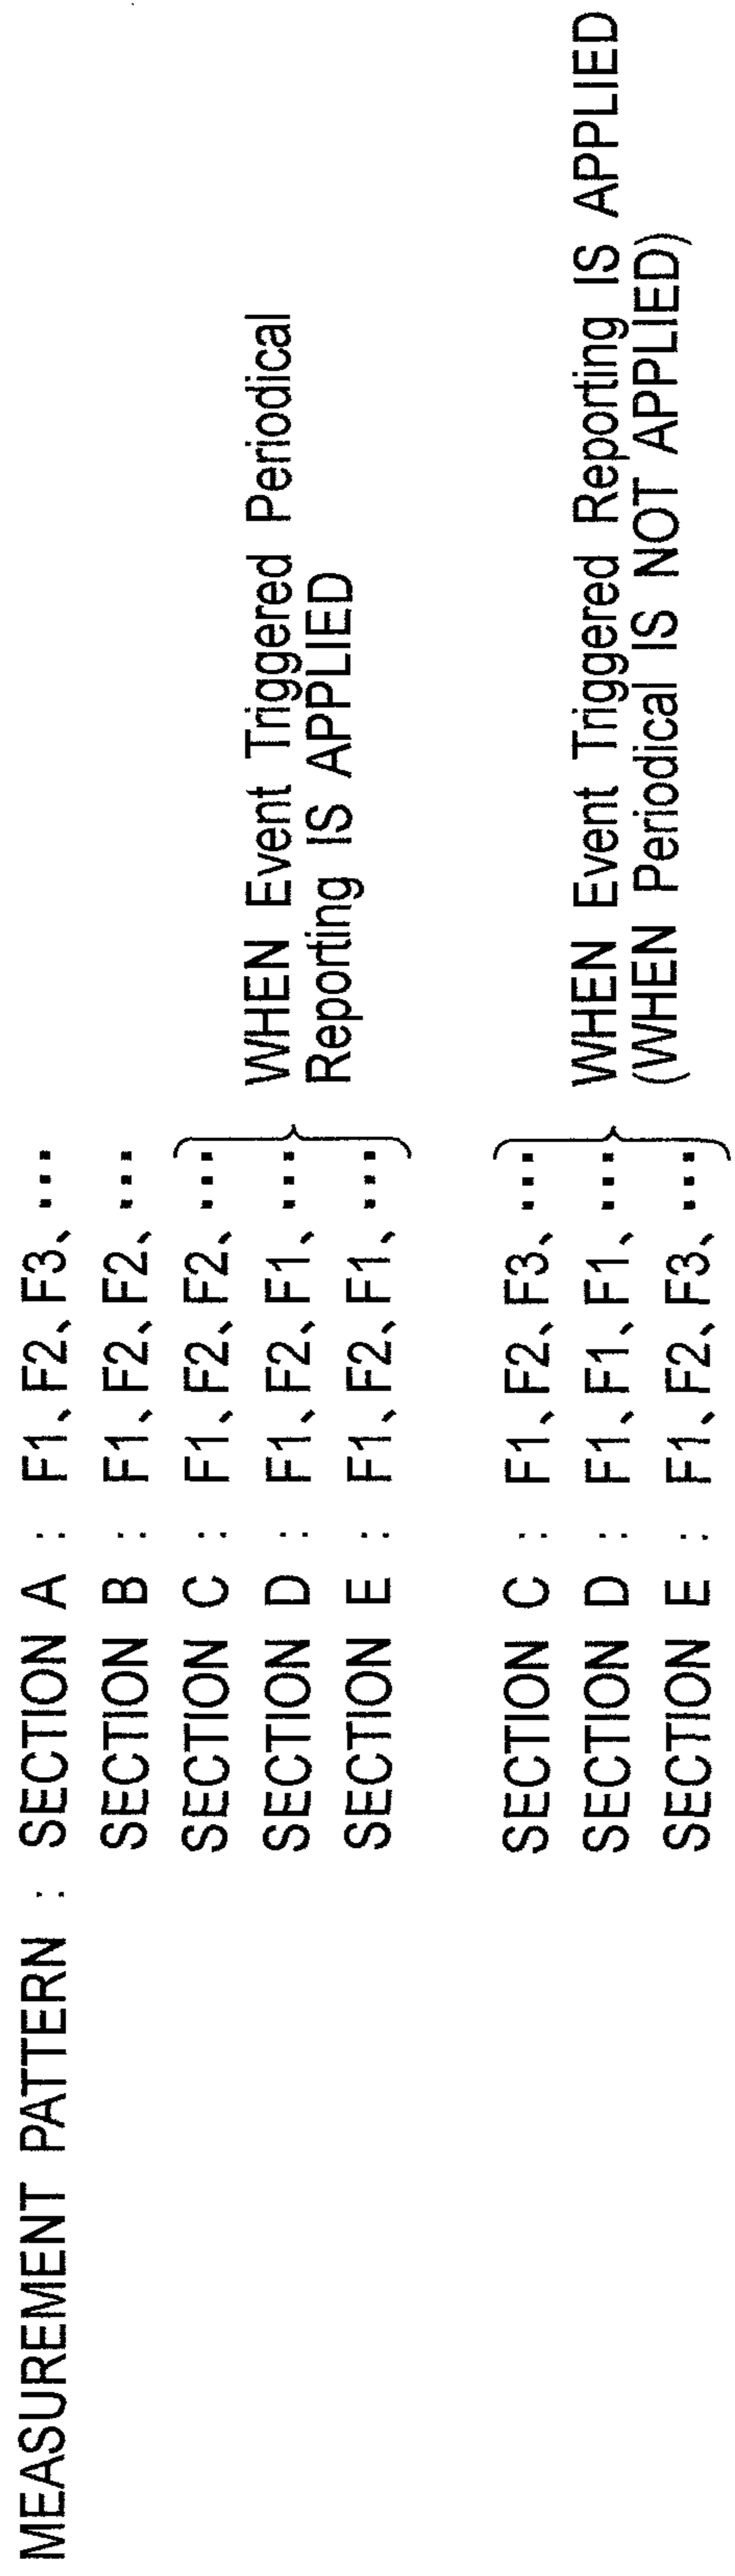 MEASUREMENT PATTERN : SECTION A : F1、F2、F3、...
SECTION B : F1、F2、F2、...
SECTION C : F1、F2、F2、...
SECTION D : F1、F2、F1、...
SECTION E : F1、F2、F1、...
WHEN Event Triggered Periodical
Reporting IS APPLIED
SECTION C : F1、F2、F3、...
SECTION D : F1、F1、F1、...
SECTION E : F1、F2、F3、...
WHEN Event Triggered Reporting IS APPLIED
(WHEN Periodical IS NOT APPLIED)